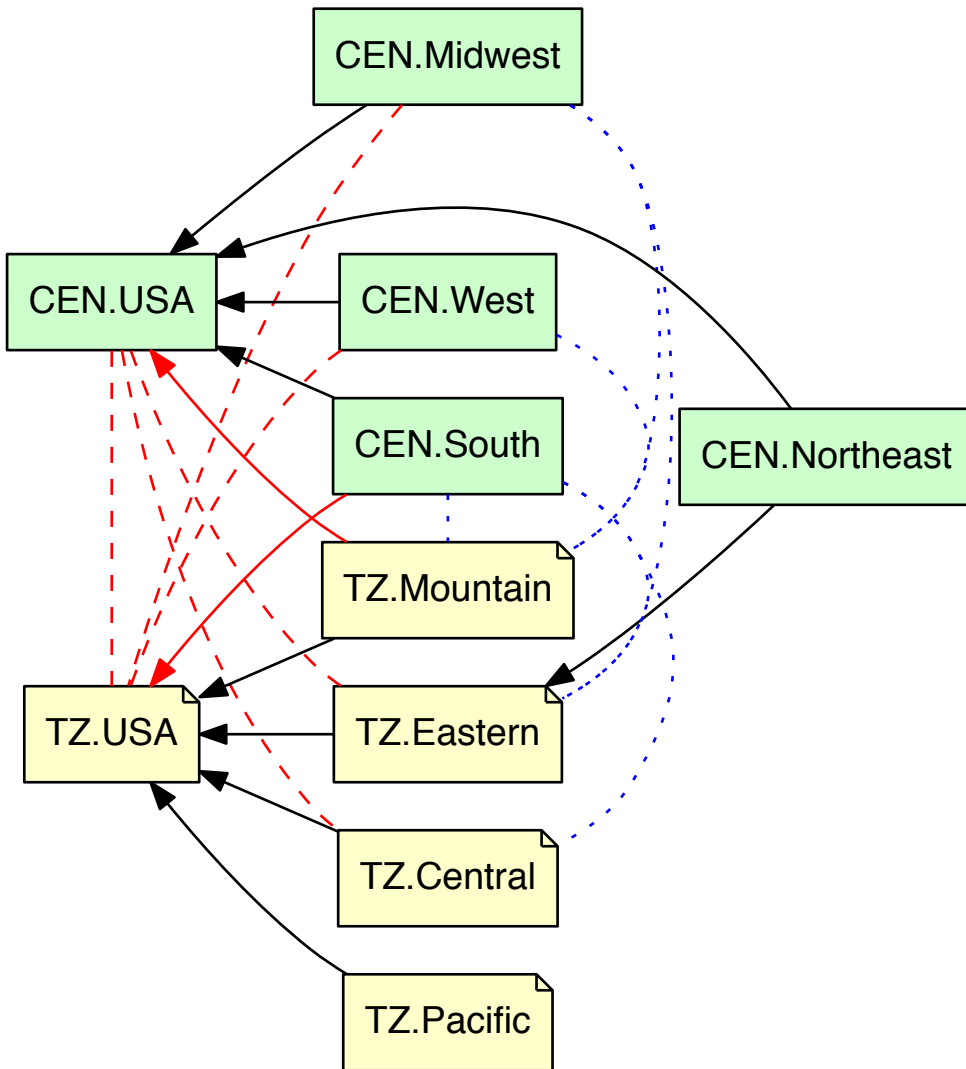 CEN.Midwest
CEN.USA
CEN.West
CEN.South
CEN.Northeast
TZ.Mountain
TZ.USA
TZ.Eastern
TZ.Central
TZ.Pacific